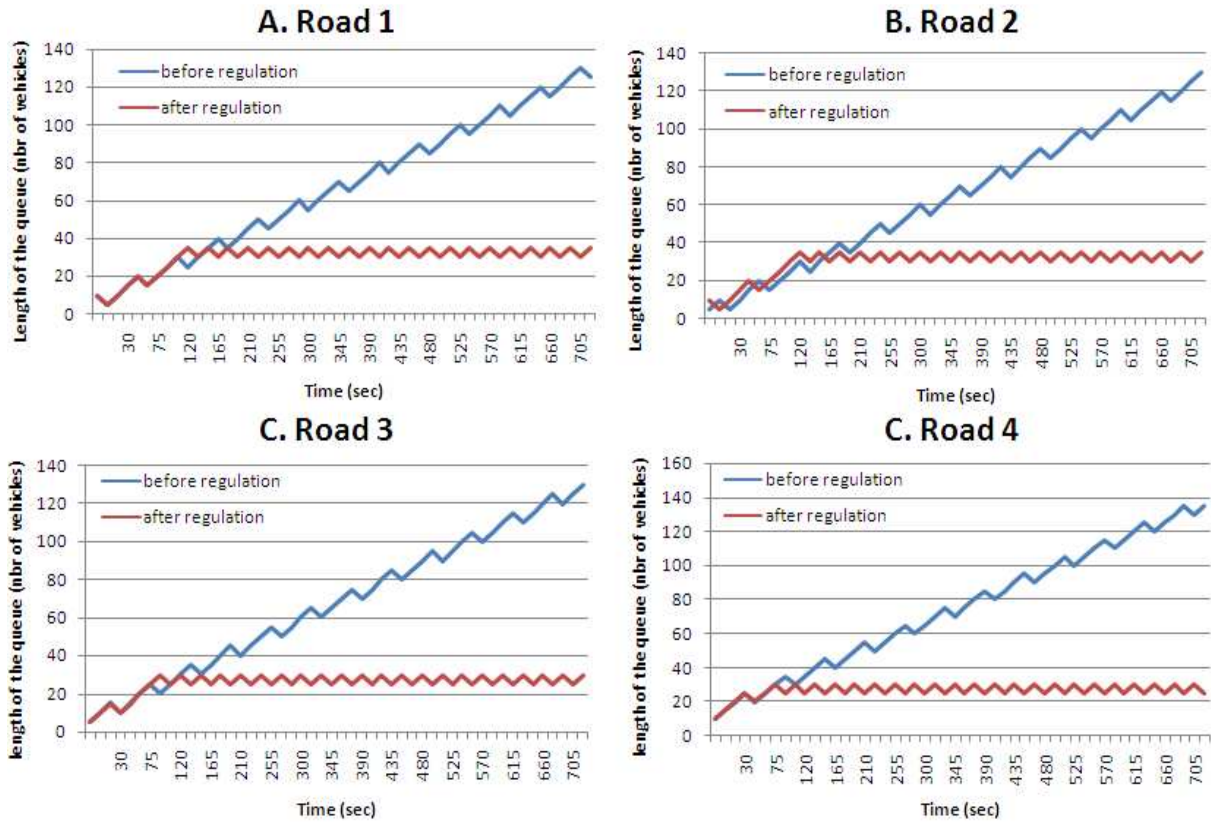 A. Road 1
Length of the queue (nbr of vehicles)
140
120
100
80
60
40
20
0
before regulation
after regulation
30 75 120 165 210 255 300 345 390 435 480 525 570 615 660 705
Time (sec)
B. Road 2
Length of the queue (nbr of vehicles)
140
120
100
80
60
40
20
0
before regulation
after regulation
30 75 120 165 210 255 300 345 390 435 480 525 570 615 660 705
Time (sec)
C. Road 3
length of the queue (nbr of vehicles)
140
120
100
80
60
40
20
0
before regulation
after regulation
30 75 120 165 210 255 300 345 390 435 480 525 570 615 660 705
Time (sec)
C. Road 4
length of the queue (nbr of vehicles)
160
140
120
100
80
60
40
20
0
before regulation
after regulation
30 75 120 165 210 255 300 345 390 435 480 525 570 615 660 705
Time (sec)